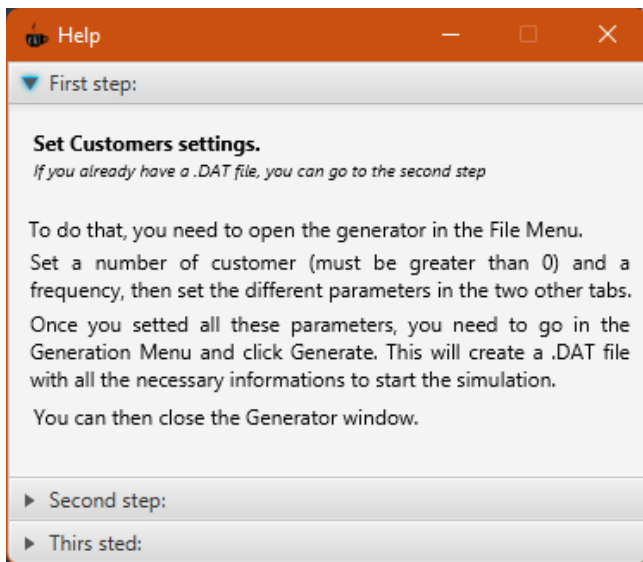 Help
First step:
Set Customers settings.
If you already have a .DAT file, you can go to the second step
To do that, you need to open the generator in the File Menu.
Set a number of customer (must be greater than 0) and a
frequency, then set the different parameters in the two other tabs.
Once you setted all these parameters, you need to go in the
Generation Menu and click Generate. This will create a .DAT file
with all the necessary informations to start the simulation.
You can then close the Generator window.
Second step:
Thirs sted: